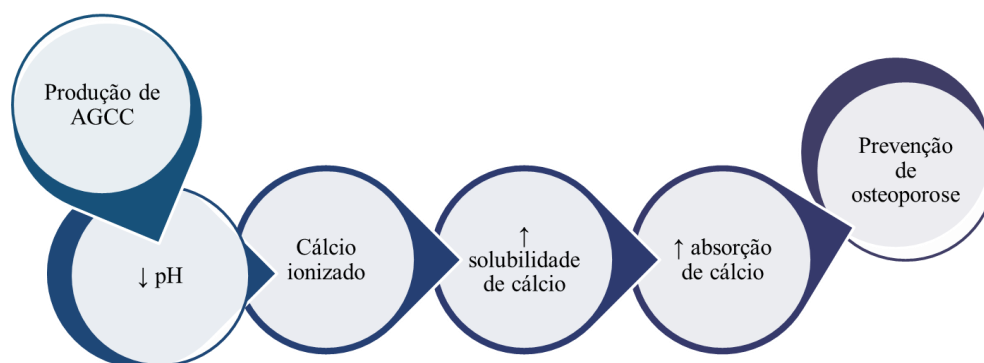 Produção de
AGCC
↓ pH
Cálcio
ionizado
↑
solubilidade
de cálcio
↑ absorção
de cálcio
Prevenção
de
osteoporose